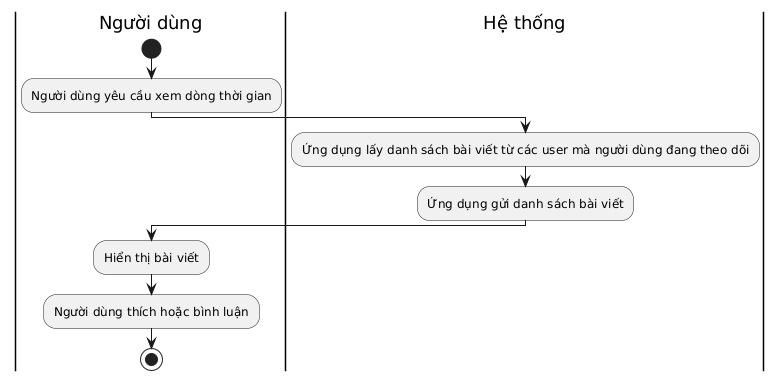 Người dùng
Hệ thống
Người dùng yêu cầu xem dòng thời gian
Ứng dụng lấy danh sách bài viết từ các user mà người dùng đang theo dõi
Ứng dụng gửi danh sách bài viết
Hiển thị bài viết
Người dùng thích hoặc bình luận